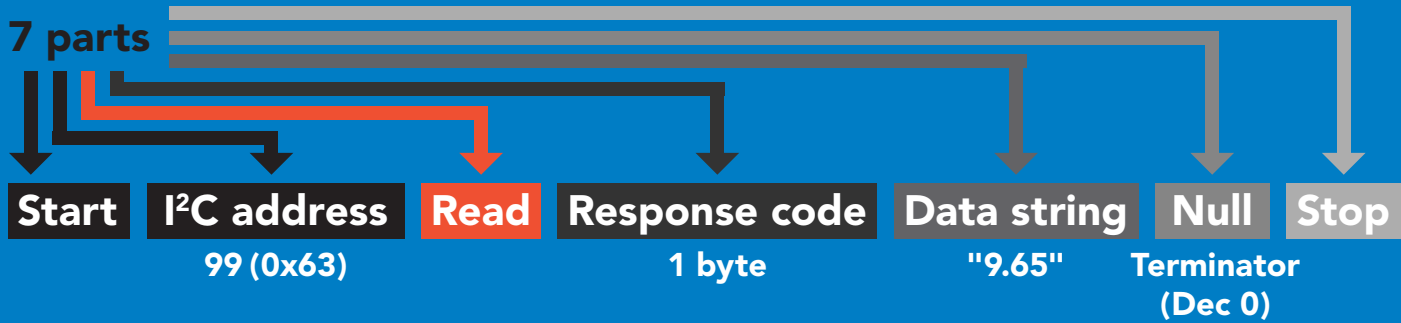 7 parts
Start I²C address Read Response code Data string Null Stop
99 (0x63) 1 byte "9.65" Terminator
(Dec 0)